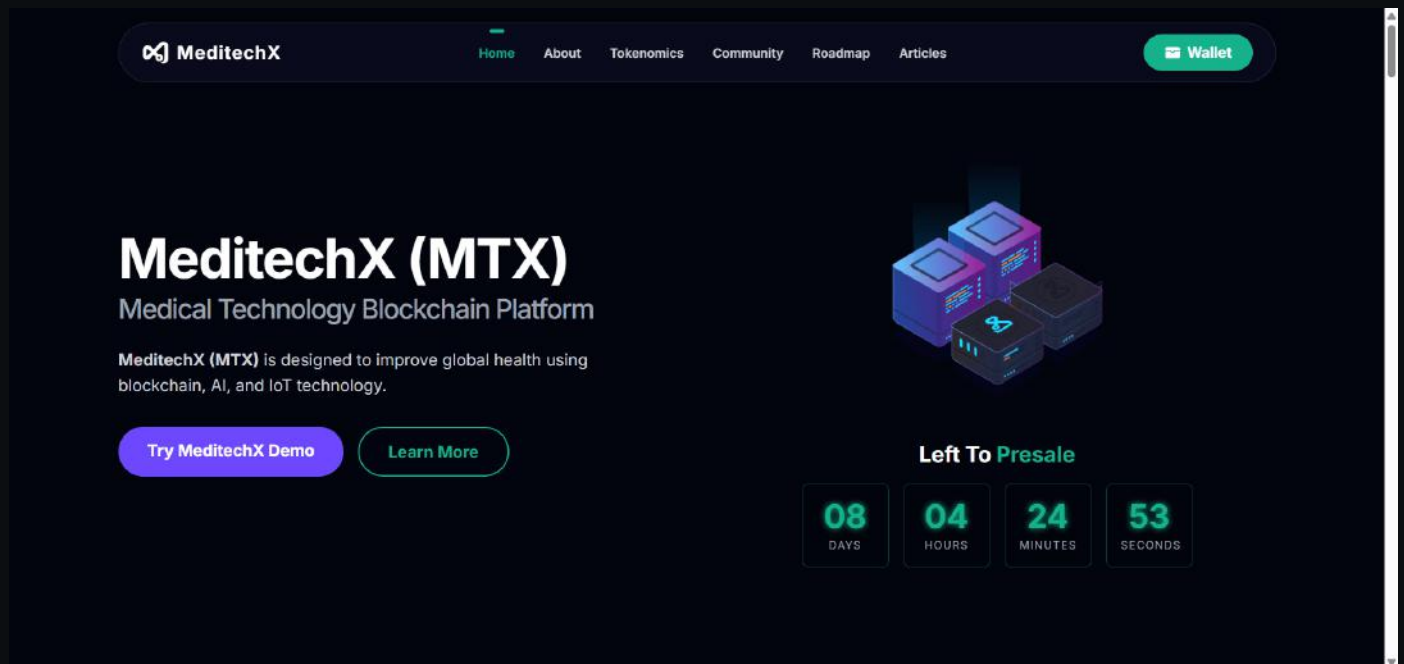 MeditechX
Home
About
Tokenomics
Community
Roadmap
Articles
Wallet
MeditechX (MTX)
Medical Technology Blockchain Platform
MeditechX (MTX) is designed to improve global health using
blockchain, AI, and IoT technology.
Try MeditechX Demo
Learn More
Left To Presale
08
DAYS
04
HOURS
24
MINUTES
53
SECONDS